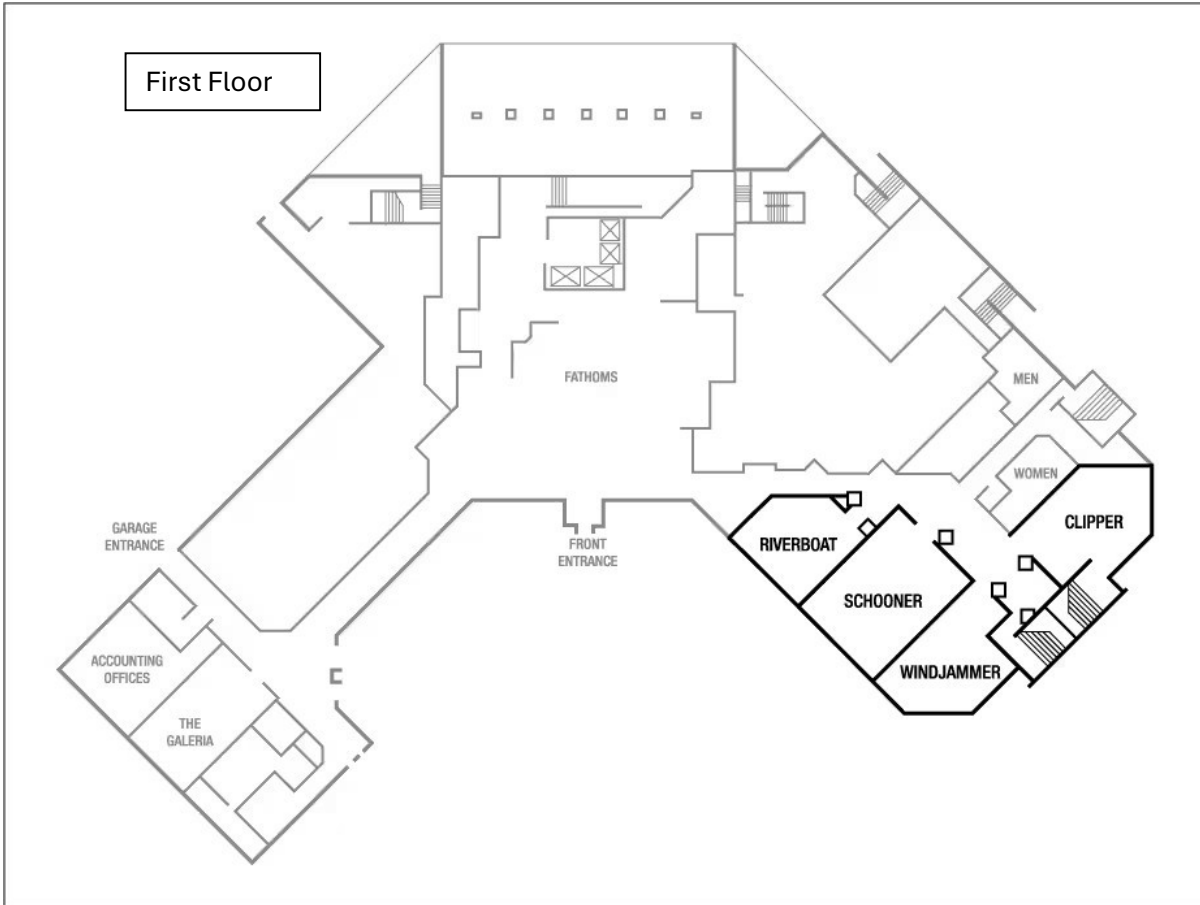 First Floor
FATHOMS
MEN
WOMEN
CLIPPER
GARAGE
ENTRANCE
FRONT
ENTRANCE
RIVERBOAT
SCHOONER
WINDJAMMER
ACCOUNTING
OFFICES
THE
GALERIA